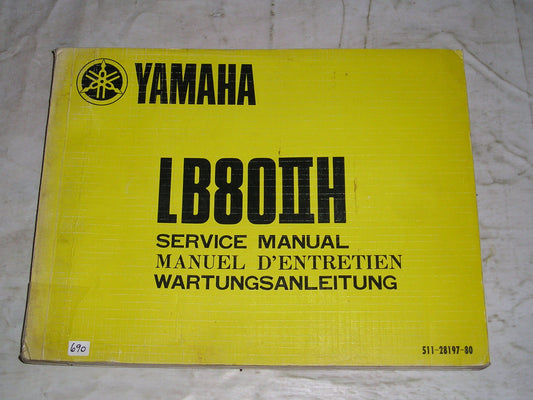 YAMAHA
LB80IIH
SERVICE MANUAL
MANUEL D'ENTRETIEN
WARTUNGSANLEITUNG
690
511-28197-80